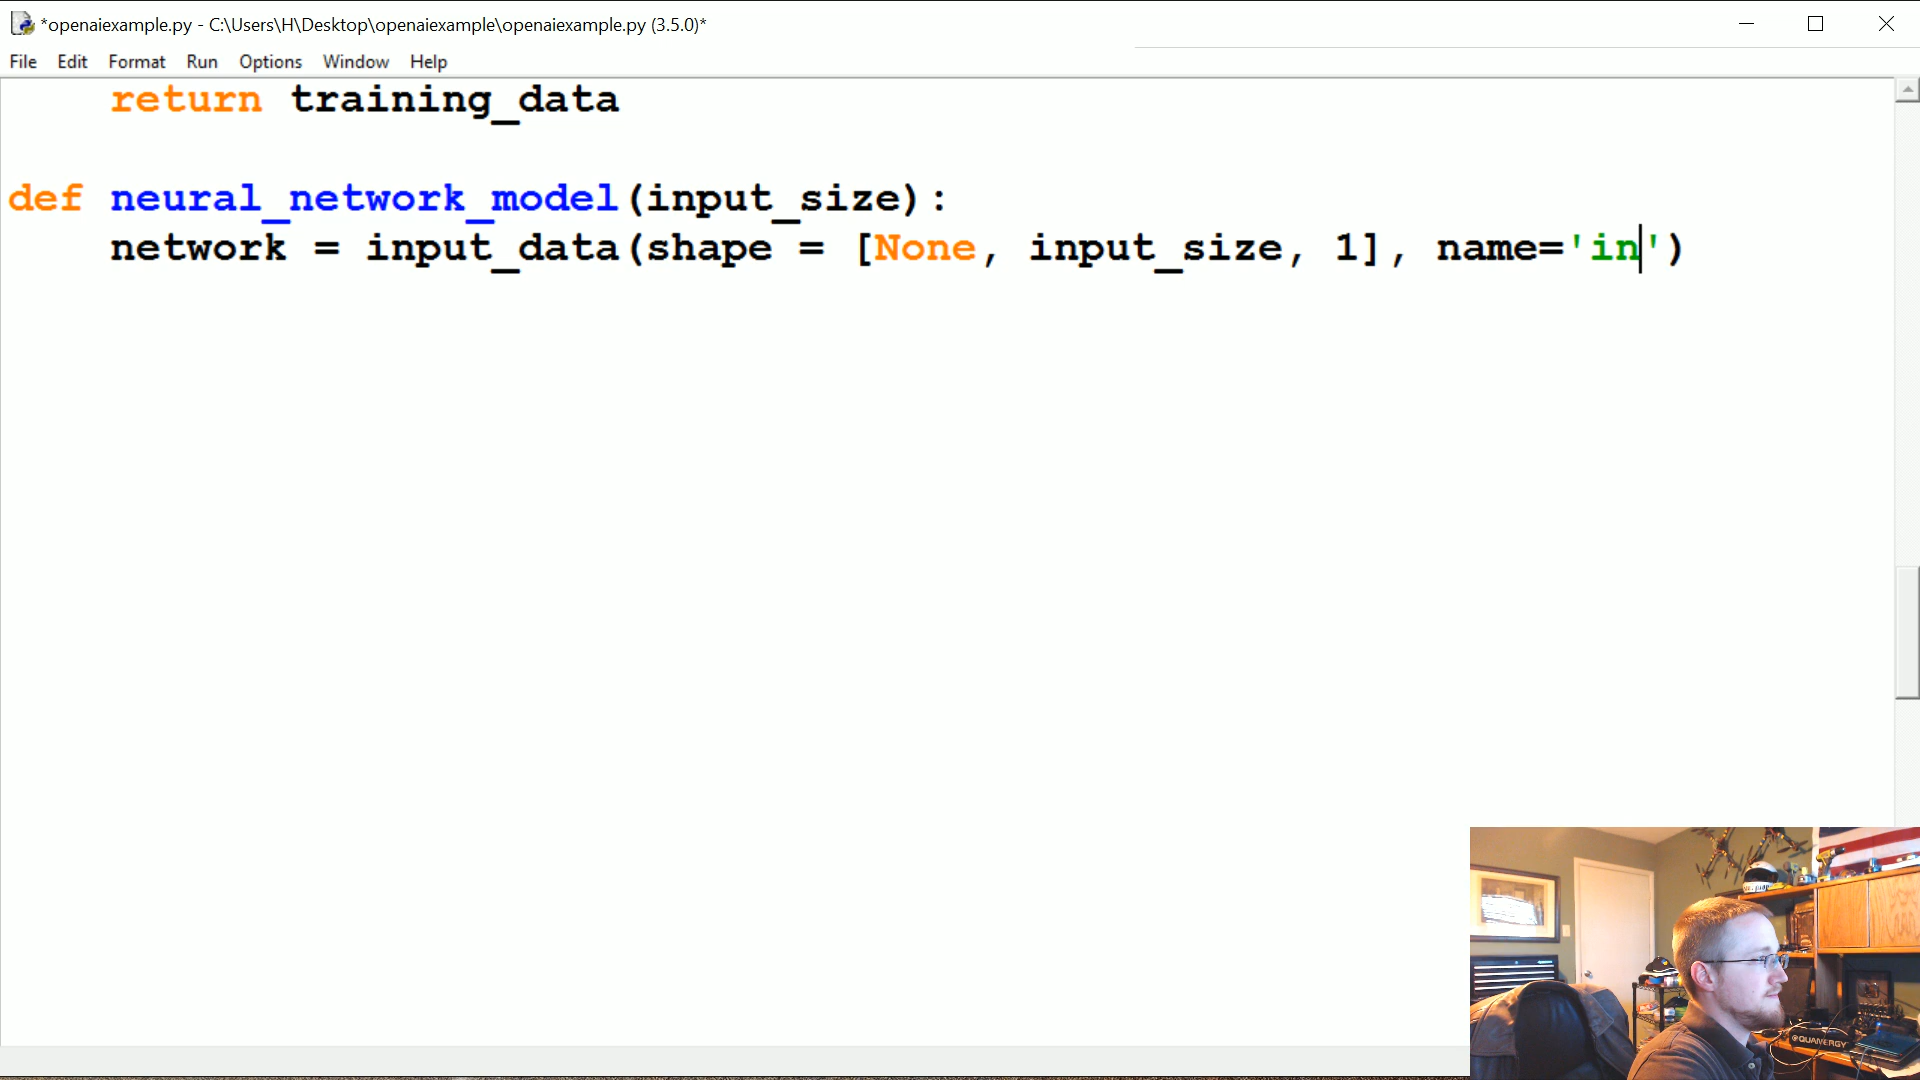 *openaiexample.py - C:\Users\H\Desktop\openaiexample\openaiexample.py (3.5.0)*
File Edit Format Run Options Window Help
    return training_data
def neural_network_model(input_size):
    network = input_data(shape = [None, input_size, 1], name='in')
QUANERGY